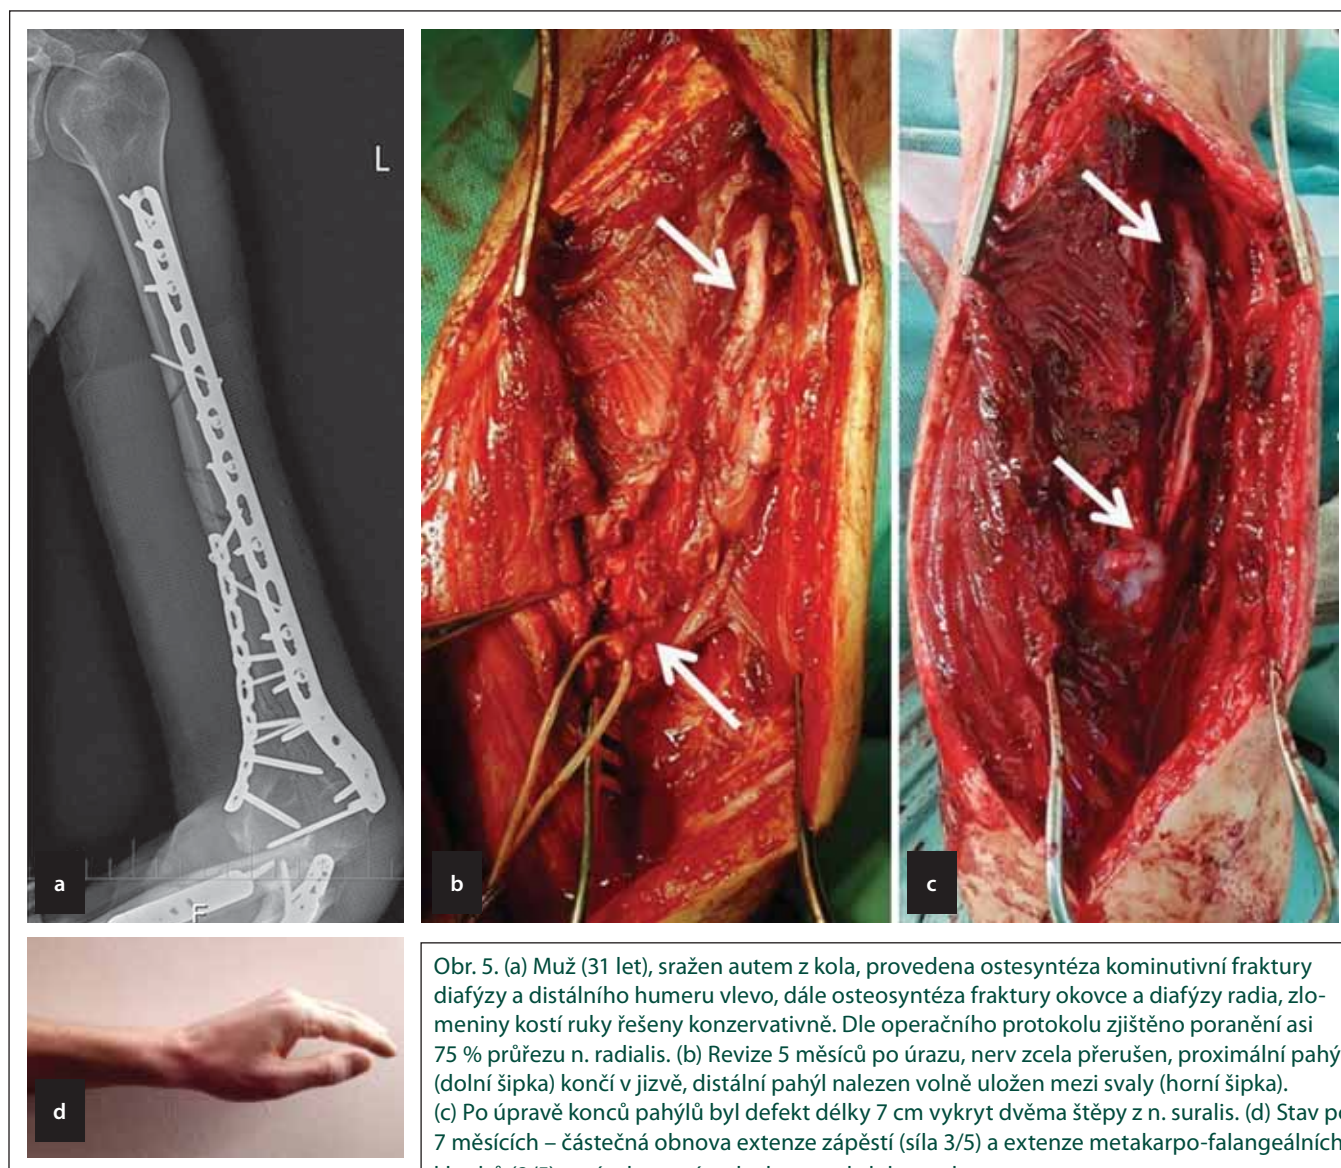 L
F
a
b
c
d
Obr. 5. (a) Muž (31 let), sražen autem z kola, provedena ostesyntéza kominutivní fraktury
diafýzy a distálního humeru vlevo, dále osteosyntéza fraktury okovce a diafýzy radia, zlo-
meniny kostí ruky řešeny konzervativně. Dle operačního protokolu zjištěno poranění asi
75 % průřezu n. radialis. (b) Revize 5 měsíců po úrazu, nerv zcela přerušen, proximální pahý
(dolní šipka) končí v jizvě, distální pahýl nalezen volně uložen mezi svaly (horní šipka).
(c) Po úpravě konců pahýlů byl defekt délky 7 cm vykryt dvěma štěpy z n. suralis. (d) Stav p
7 měsících – částečná obnova extenze zápěstí (síla 3/5) a extenze metakarpo-falangeálních